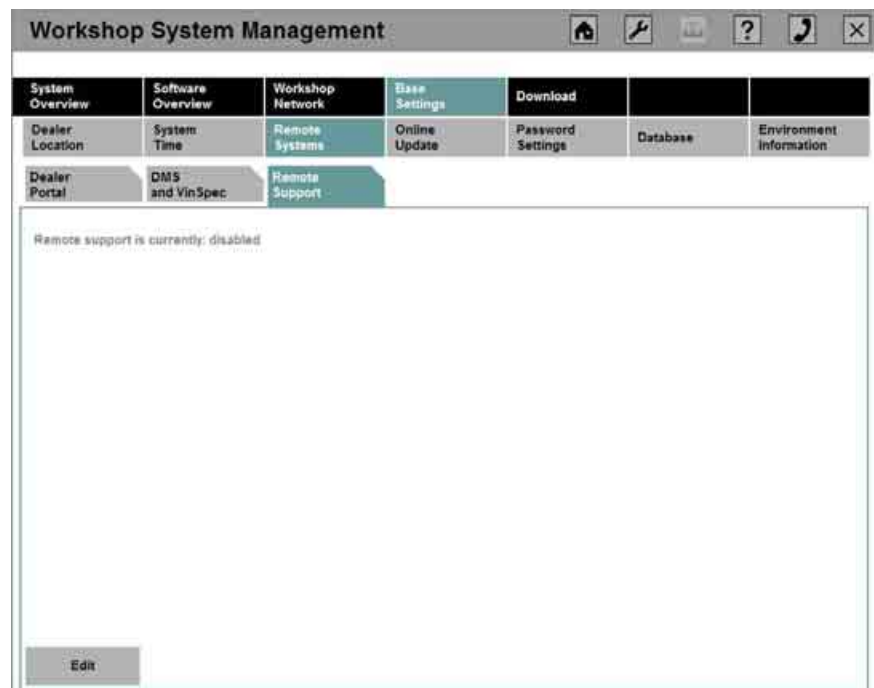 Workshop System Management
?
System Overview
Software Overview
Workshop Network
Base Settings
Download
Dealer Location
System Time
Remote Systems
Online Update
Password Settings
Database
Environment Information
Dealer Portal
DMS and VinSpec
Remote Support
Remote support is currently: disabled
Edit